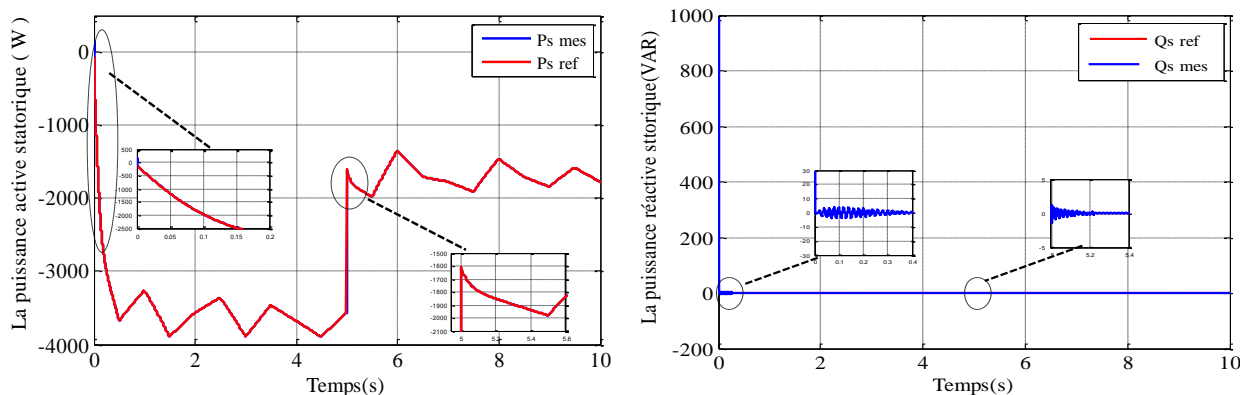 La puissance active statorique ( W )
0
-1000
-2000
-3000
-4000
0 2 4 6 8 10
Temps(s)
Ps mes
Ps ref
500
0
-500
-1000
-1500
-2000
-2500
0 0.05 0.1 0.15 0.2
-1500
-1600
-1700
-1800
-1900
-2000
-2100
5 5.2 5.4 5.6
La puissance réactive sttorique(VAR)
1000
800
600
400
200
0
-200
0 2 4 6 8 10
Temps(s)
Qs ref
Qs mes
30
20
10
0
-10
-20
-30
0 0.1 0.2 0.3 0.4
5
0
-5
5.2 5.4